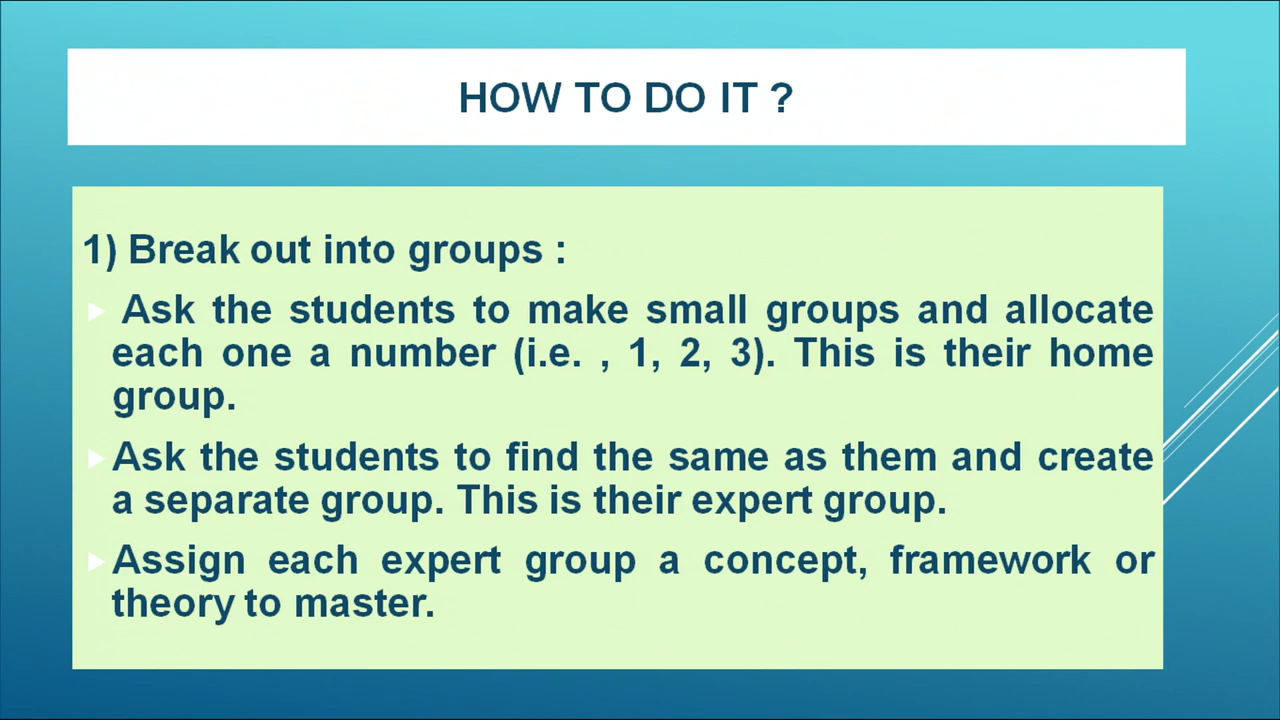 HOW TO DO IT ?
1) Break out into groups :
Ask the students to make small groups and allocate
each one a number (i.e. , 1, 2, 3). This is their home
group.
Ask the students to find the same as them and create
a separate group. This is their expert group.
Assign each expert group a concept, framework or
theory to master.